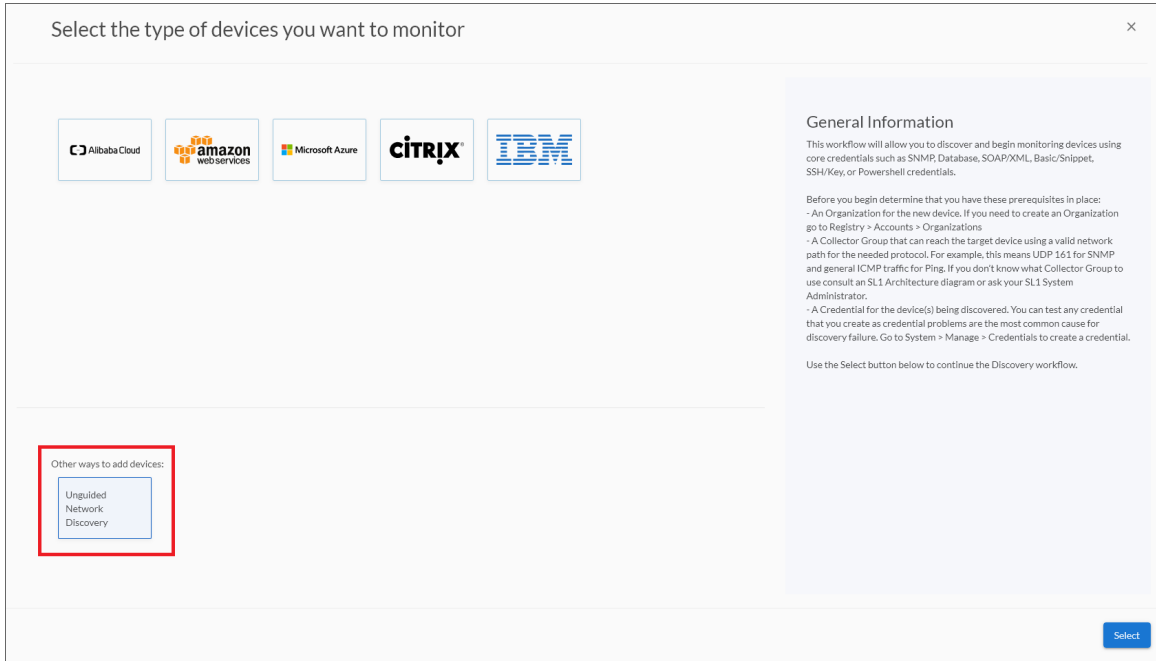 Select the type of devices you want to monitor
×
Alibaba Cloud
amazon
web services
Microsoft Azure
CİTRIX®
IBM
Other ways to add devices:
Unguided
Network
Discovery
General Information
This workflow will allow you to discover and begin monitoring devices using
core credentials such as SNMP, Database, SOAP/XML, Basic/Snippet,
SSH/Key, or Powershell credentials.
Before you begin determine that you have these prerequisites in place:
- An Organization for the new device. If you need to create an Organization
go to Registry > Accounts > Organizations
- A Collector Group that can reach the target device using a valid network
path for the needed protocol. For example, this means UDP 161 for SNMP
and general ICMP traffic for Ping. If you don't know what Collector Group to
use consult an SL1 Architecture diagram or ask your SL1 System
Administrator.
- A Credential for the device(s) being discovered. You can test any credential
that you create as credential problems are the most common cause for
discovery failure. Go to System > Manage > Credentials to create a credential.
Use the Select button below to continue the Discovery workflow.
Select